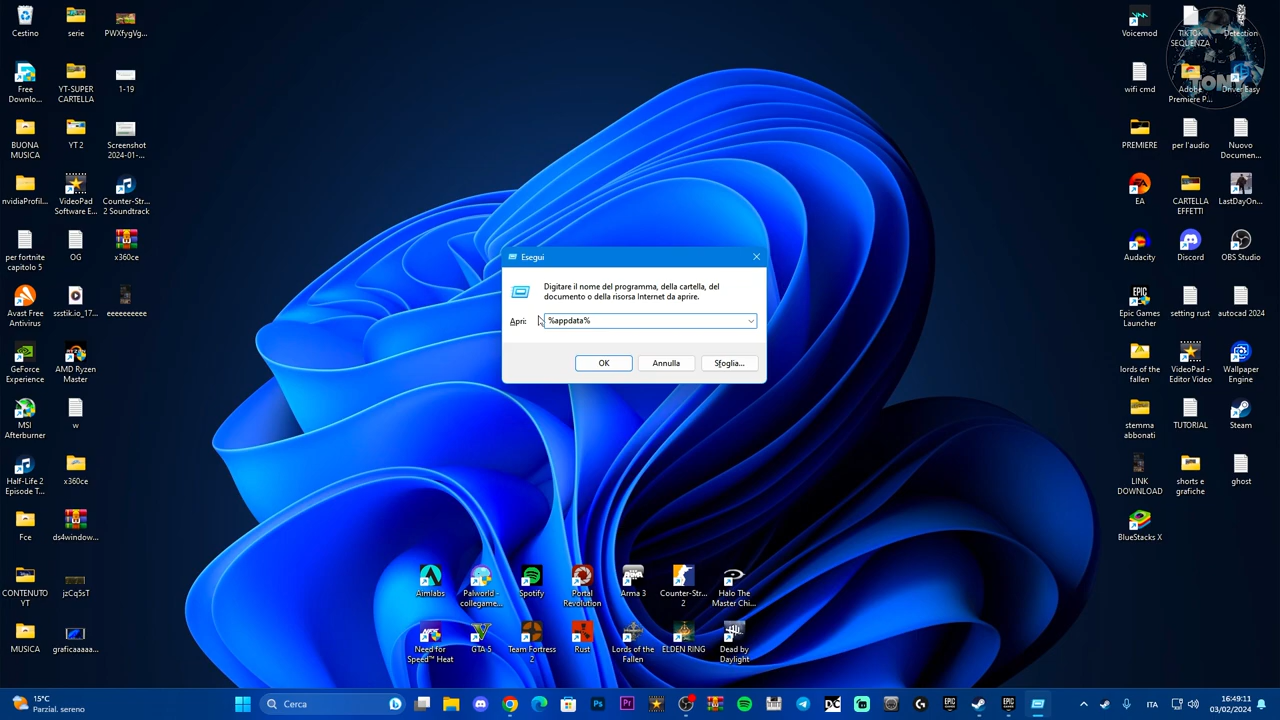 Cestino
serie
PWXfygVg...
Free
Downlo...
YT-SUPER
CARTELLA
1-19
BUONA
MUSICA
YT 2
Screenshot
2024-01-...
nvidiaProfil...
VideoPad
Software E...
Counter-Str...
2 Soundtrack
per fortnite
capitolo 5
OG
x360ce
Avast Free
Antivirus
ssstik.io_17...
eeeeeeeee
GeForce
Experience
AMD Ryzen
Master
MSI
Afterburner
w
Half-Life 2
Episode T...
x360ce
Fce
ds4window...
CONTENUTO
YT
jzCq5sT
MUSICA
graficaaaaa...
Esegui
Digitare il nome del programma, della cartella, del
documento o della risorsa Internet da aprire.
Apri:
%appdata%
OK
Annulla
Sfoglia...
Aimlabs
Palworld -
collegame...
Spotify
Portal
Revolution
Arma 3
Counter-Str...
2
Halo The
Master Chi...
Need for
Speed™ Heat
GTA 5
Team Fortress
2
Rust
Lords of the
Fallen
ELDEN RING
Dead by
Daylight
Voicemod
TIKTOK
SEQUENZA
Detection
wifi cmd
Adobe
Premiere P...
Driver Easy
TONY
PREMIERE
per l'audio
Nuovo
Documen...
EA
CARTELLA
EFFETTI
LastDayOn...
Audacity
Discord
OBS Studio
Epic Games
Launcher
setting rust
autocad 2024
lords of the
fallen
VideoPad -
Editor Video
Wallpaper
Engine
stemma
abbonati
TUTORIAL
Steam
LINK
DOWNLOAD
shorts e
grafiche
ghost
BlueStacks X
15°C
Parzial. sereno
Cerca
ITA
16:49:11
03/02/2024